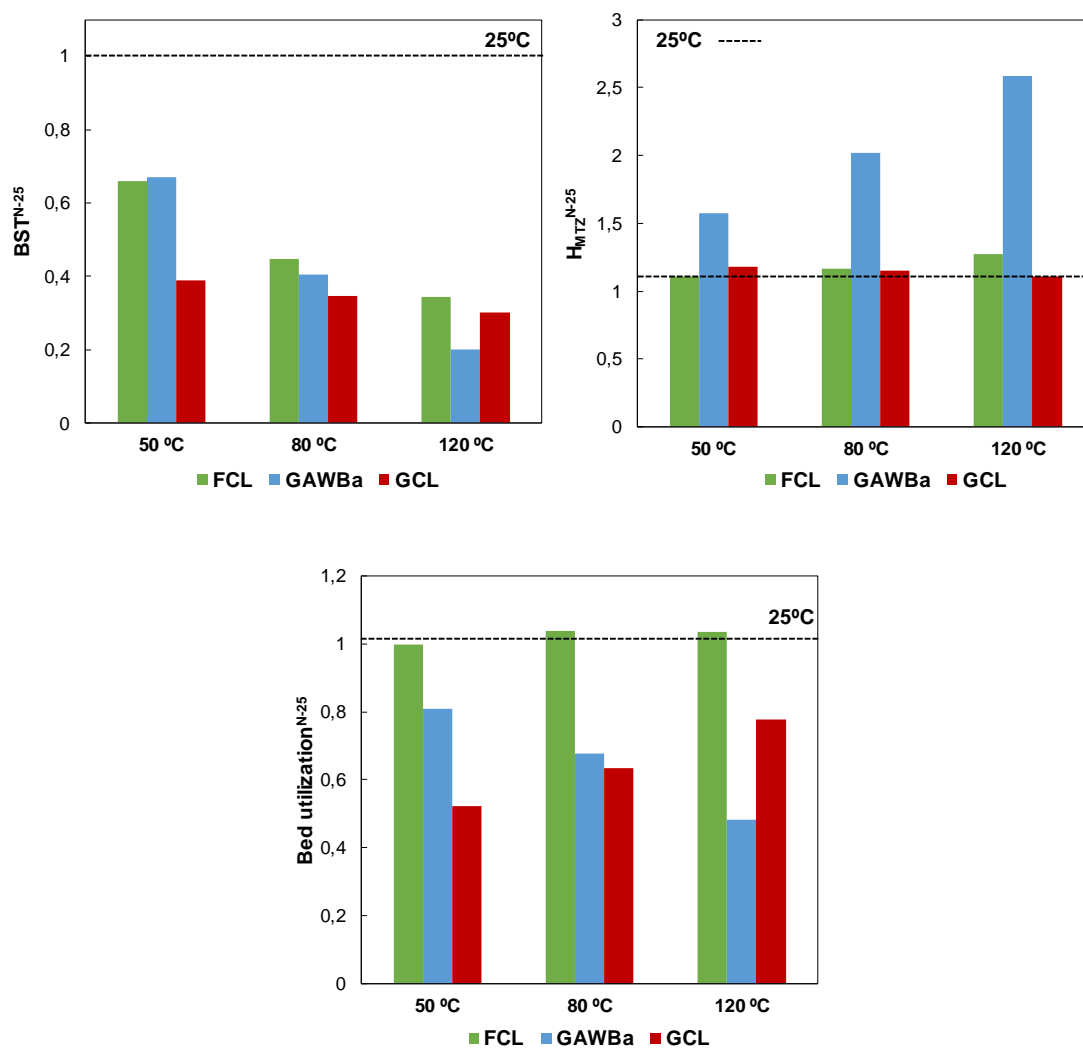 25ºC
1
0,8
0,6
0,4
0,2
0
BST^N-25
50 ºC 80 ºC 120 ºC
FCL GAWBa GCL
3
25ºC
2,5
2
1,5
1
0,5
0
H_MTZ^N-25
50 ºC 80 ºC 120 ºC
FCL GAWBa GCL
1,2
25ºC
1
0,8
0,6
0,4
0,2
0
Bed utilization^N-25
50 ºC 80 ºC 120 ºC
FCL GAWBa GCL